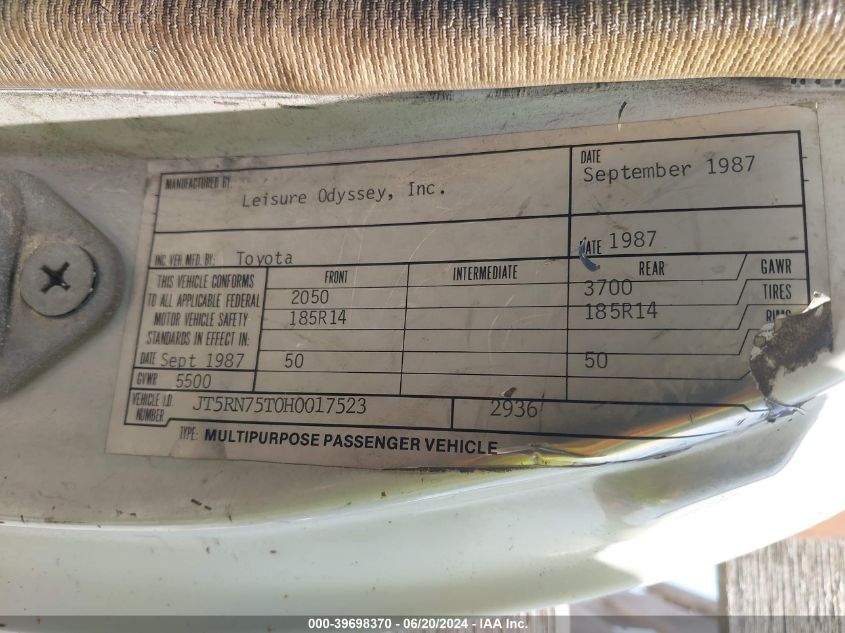 MANUFACTURED BY:
Leisure Odyssey, Inc.
DATE
September 1987
INC. VEH. MFD. BY: Toyota
DATE 1987
THIS VEHICLE CONFORMS
TO ALL APPLICABLE FEDERAL
MOTOR VEHICLE SAFETY
STANDARDS IN EFFECT IN:
DATE Sept 1987
FRONT INTERMEDIATE REAR GAWR
2050 3700 TIRES
185R14 185R14
50 50
GVWR 5500
VEHICLE I.D.
NUMBER
JT5RN75T0H0017523 2936
TYPE: MULTIPURPOSE PASSENGER VEHICLE
000-39698370 - 06/20/2024 - IAA Inc.